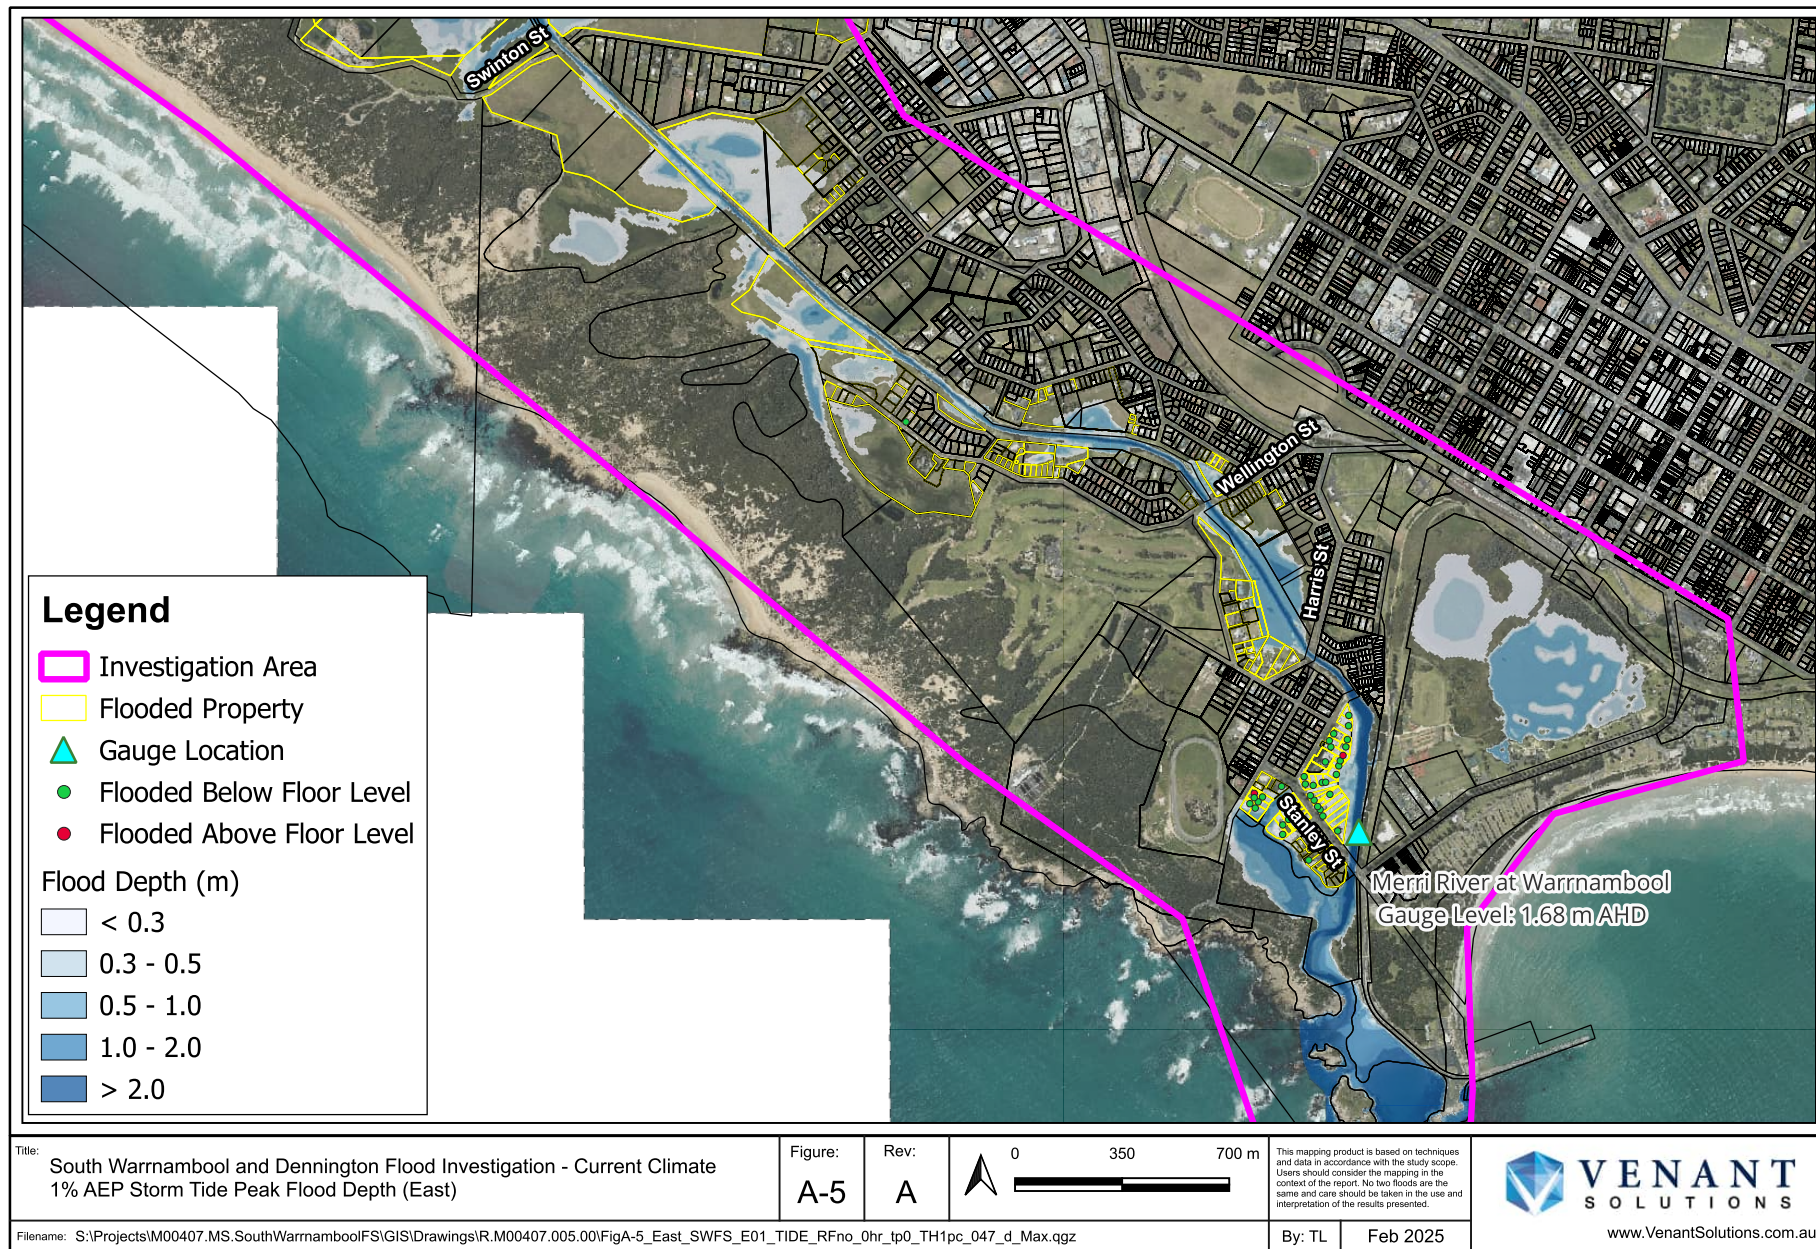 Swinton St
Wellington St
Harris St
Stanley St
Merri River at Warrnambool
Gauge Level: 1.68 m AHD
Legend
Investigation Area
Flooded Property
Gauge Location
Flooded Below Floor Level
Flooded Above Floor Level
Flood Depth (m)
< 0.3
0.3 - 0.5
0.5 - 1.0
1.0 - 2.0
> 2.0
Title:
South Warrnambool and Dennington Flood Investigation - Current Climate
1% AEP Storm Tide Peak Flood Depth (East)
Figure:
A-5
Rev:
A
0 350 700 m
This mapping product is based on techniques
and data in accordance with the study scope.
Users should consider the mapping in the
context of the report. No two floods are the
same and care should be taken in the use and
interpretation of the results presented.
VENANT
SOLUTIONS
www.VenantSolutions.com.au
Filename: S:\Projects\M00407.MS.SouthWarrnamboolFS\GIS\Drawings\R.M00407.005.00\FigA-5_East_SWFS_E01_TIDE_RFno_0hr_tp0_TH1pc_047_d_Max.qgz
By: TL
Feb 2025